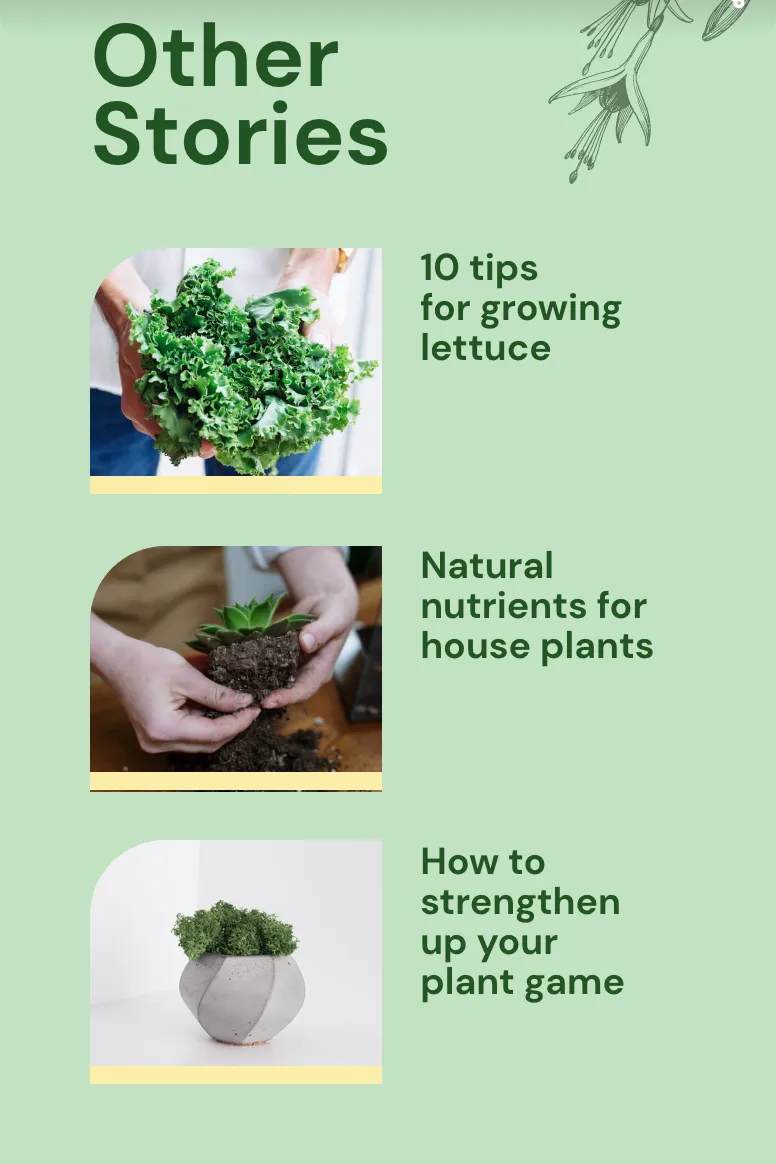 Other
Stories
10 tips
for growing
lettuce
Natural
nutrients for
house plants
How to
strengthen
up your
plant game